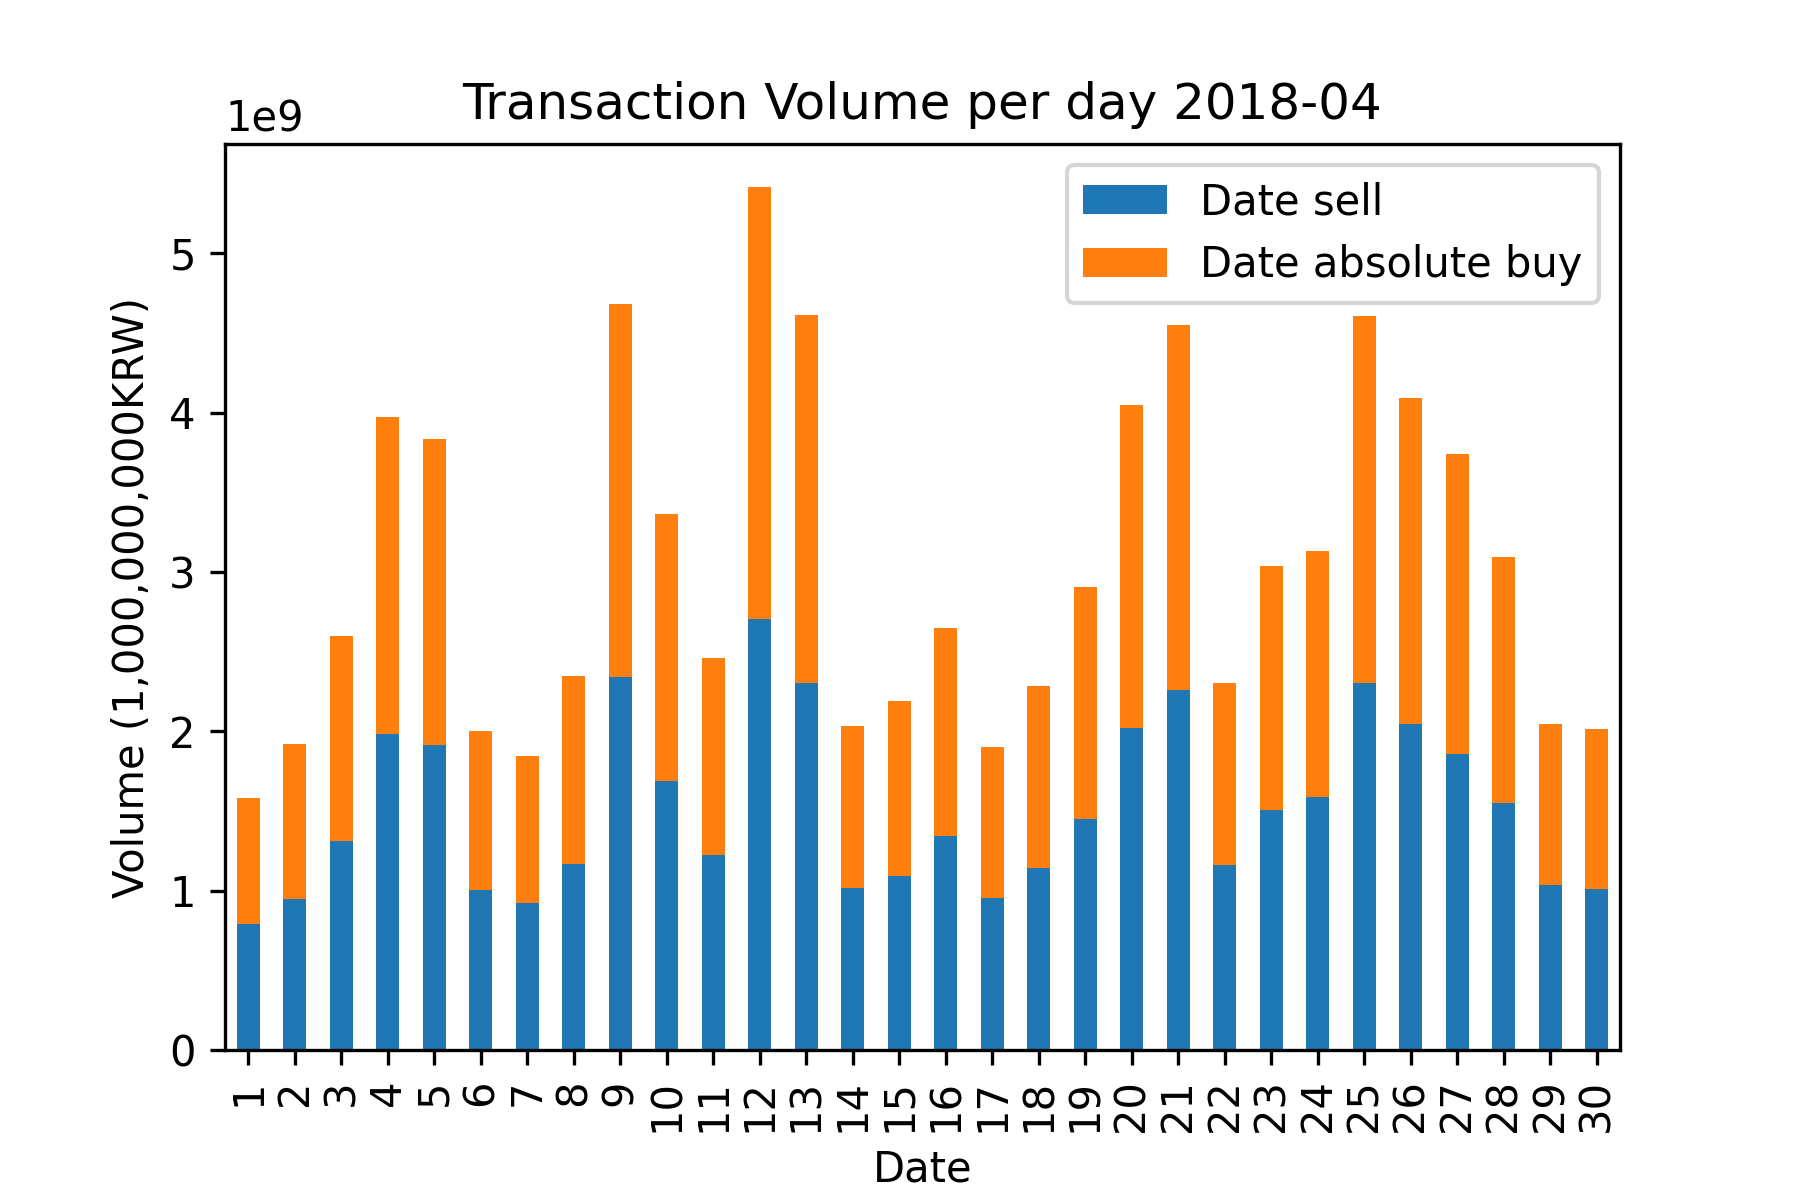 Transaction Volume per day 2018-04
1e9
Date sell
Date absolute buy
5
4
3
2
1
0
Volume (1,000,000,000KRW)
1 2 3 4 5 6 7 8 9 10 11 12 13 14 15 16 17 18 19 20 21 22 23 24 25 26 27 28 29 30
Date